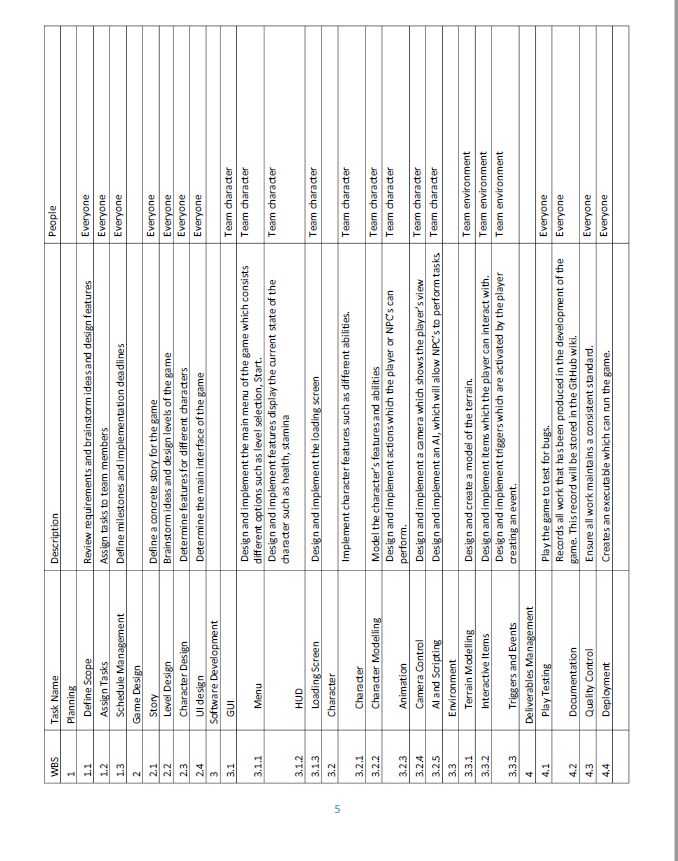 WBS Task Name Description People
1 Planning
1.1 Define Scope Review requirements and brainstorm ideas and design features Everyone
1.2 Assign Tasks Assign tasks to team members Everyone
1.3 Schedule Management Define milestones and implementation deadlines Everyone
2 Game Design
2.1 Story Define a concrete story for the game Everyone
2.2 Level Design Brainstorm ideas and design levels of the game Everyone
2.3 Character Design Determine features for different characters Everyone
2.4 UI design Determine the main interface of the game Everyone
3 Software Development
3.1 GUI Team character
3.1.1 Menu Design and implement the main menu of the game which consists Team character
different options such as level selection, Start.
3.1.2 HUD Design and implement features display the current state of the Team character
character such as health, stamina
3.1.3 Loading Screen Design and implement the loading screen Team character
3.2 Character
3.2.1 Character Implement character features such as different abilities. Team character
3.2.2 Character Modelling Model the character's features and abilities Team character
3.2.3 Animation Design and implement actions which the player or NPC's can Team character
perform.
3.2.4 Camera Control Design and implement a camera which shows the player's view Team character
3.2.5 AI and Scripting Design and implement an AI, which will allow NPC's to perform tasks. Team character
3.3 Environment
3.3.1 Terrain Modelling Design and create a model of the terrain. Team environment
3.3.2 Interactive Items Design and implement items which the player can interact with. Team environment
3.3.3 Triggers and Events Design and implement triggers which are activated by the player Team environment
creating an event.
4 Deliverables Management
4.1 Play Testing Play the game to test for bugs. Everyone
4.2 Documentation Records all work that has been produced in the development of the Everyone
game. This record will be stored in the GitHub wiki.
4.3 Quality Control Ensure all work maintains a consistent standard. Everyone
4.4 Deployment Creates an executable which can run the game. Everyone
5